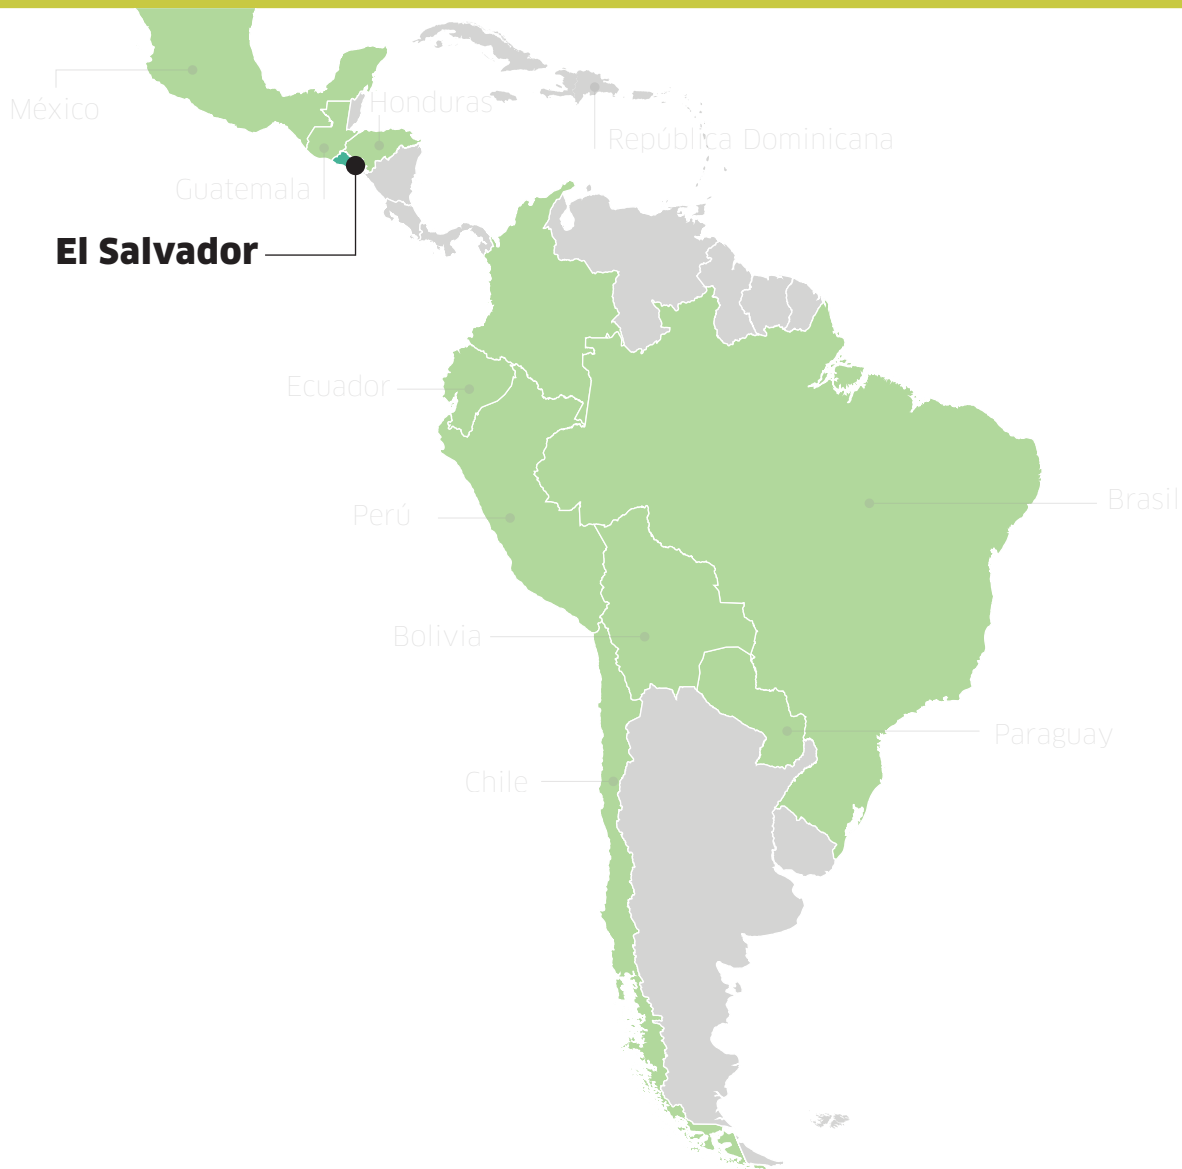 México
Honduras
República Dominicana
Guatemala
El Salvador
Ecuador
Brasil
Perú
Bolivia
Paraguay
Chile